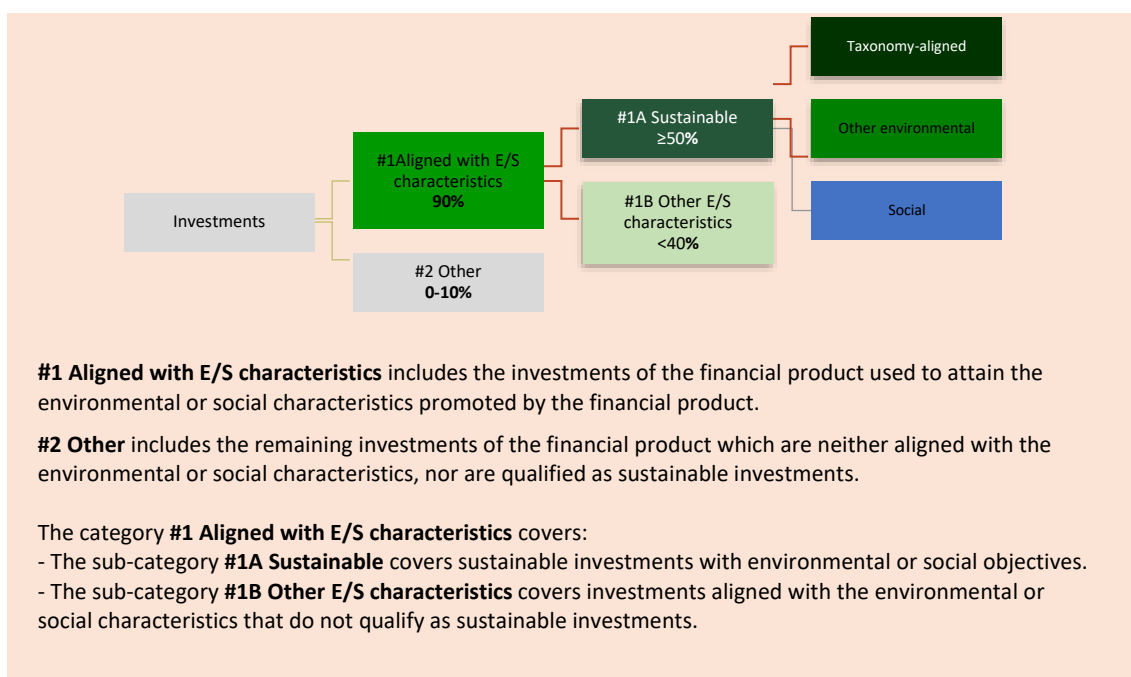 Taxonomy-aligned
#1A Sustainable
≥50%
Other environmental
#1Aligned with E/S
characteristics
90%
#1B Other E/S
characteristics
<40%
Social
Investments
#2 Other
0-10%
#1 Aligned with E/S characteristics includes the investments of the financial product used to attain the
environmental or social characteristics promoted by the financial product.
#2 Other includes the remaining investments of the financial product which are neither aligned with the
environmental or social characteristics, nor are qualified as sustainable investments.
The category #1 Aligned with E/S characteristics covers:
- The sub-category #1A Sustainable covers sustainable investments with environmental or social objectives.
- The sub-category #1B Other E/S characteristics covers investments aligned with the environmental or
social characteristics that do not qualify as sustainable investments.